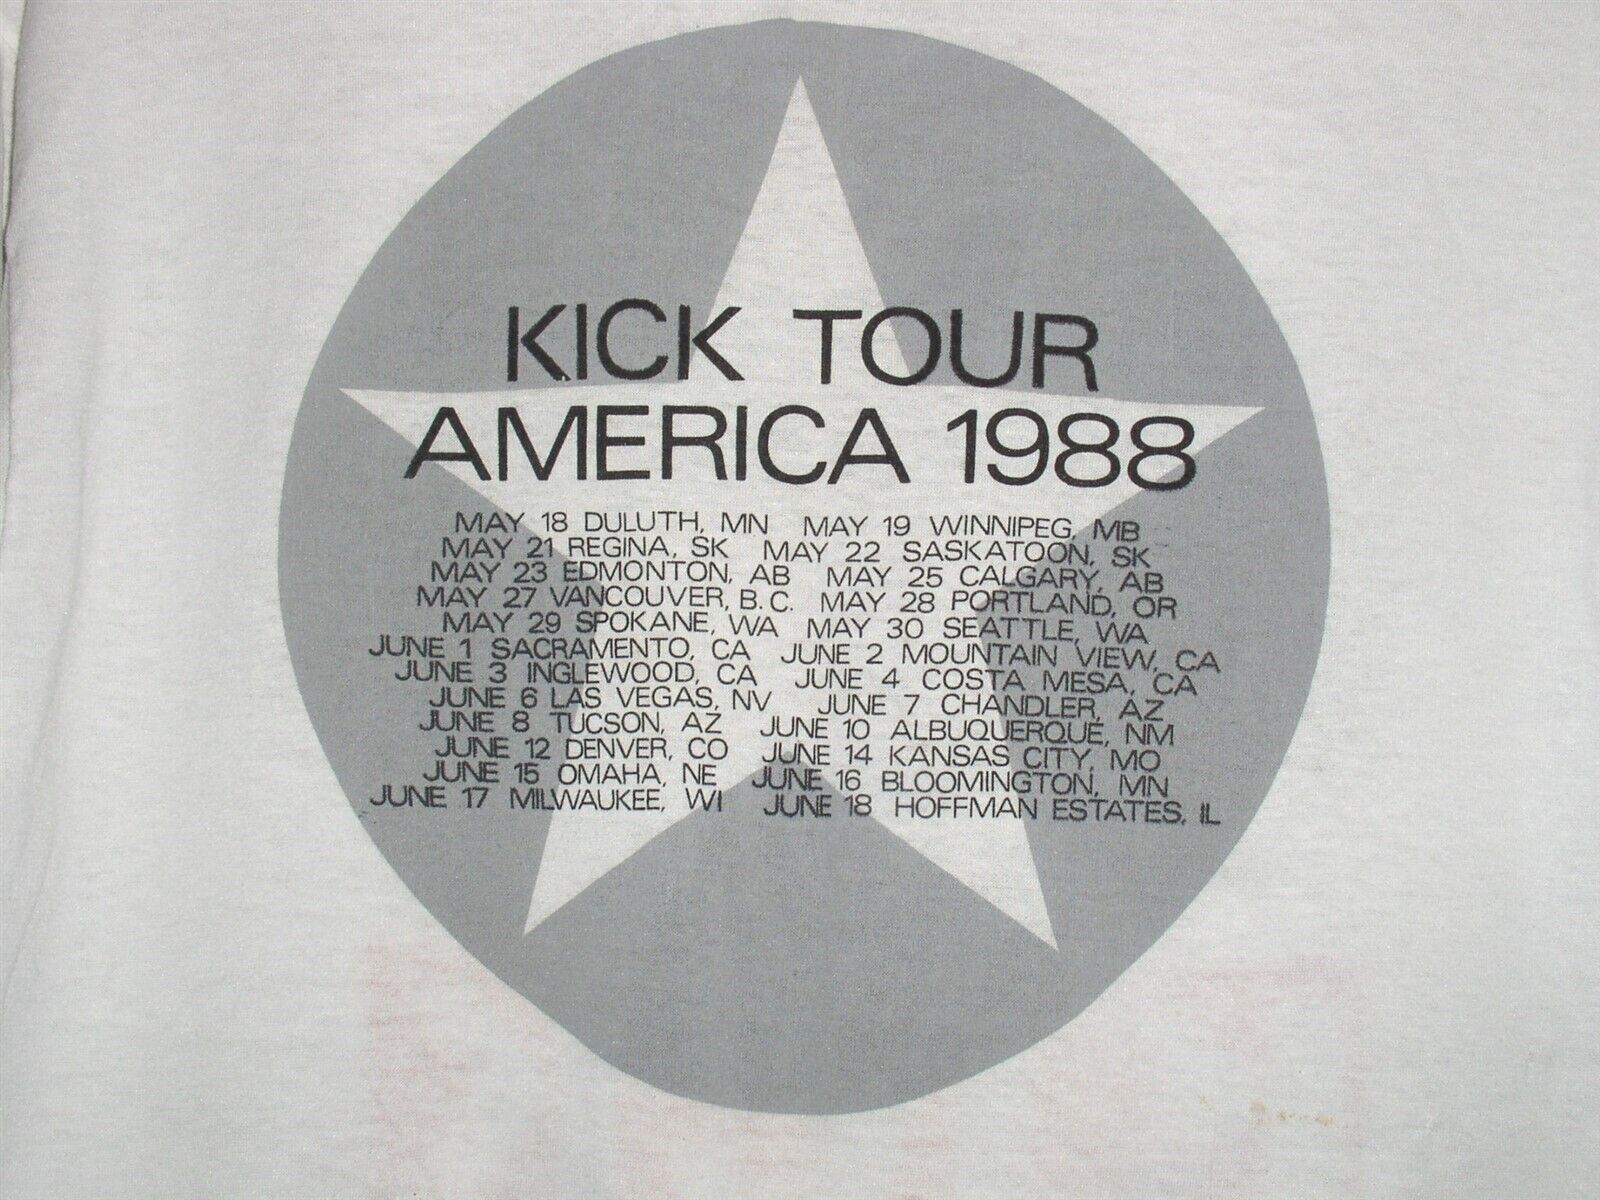 KICK TOUR
AMERICA 1988
MAY 18 DULUTH, MN MAY 19 WINNIPEG, MB
MAY 21 REGINA, SK MAY 22 SASKATOON, SK
MAY 23 EDMONTON, AB MAY 25 CALGARY, AB
MAY 27 VANCOUVER, B.C. MAY 28 PORTLAND, OR
MAY 29 SPOKANE, WA MAY 30 SEATTLE, WA
JUNE 1 SACRAMENTO, CA JUNE 2 MOUNTAIN VIEW, CA
JUNE 3 INGLEWOOD, CA JUNE 4 COSTA MESA, CA
JUNE 6 LAS VEGAS, NV JUNE 7 CHANDLER, AZ
JUNE 8 TUCSON, AZ JUNE 10 ALBUQUERQUE, NM
JUNE 12 DENVER, CO JUNE 14 KANSAS CITY, MO
JUNE 15 OMAHA, NE JUNE 16 BLOOMINGTON, MN
JUNE 17 MILWAUKEE, WI JUNE 18 HOFFMAN ESTATES, IL